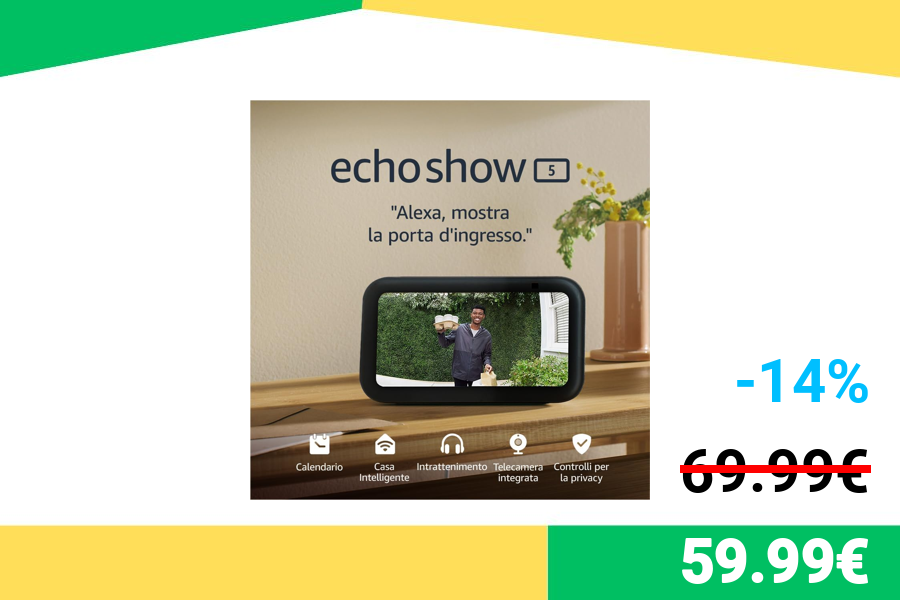 echo show 5
"Alexa, mostra
la porta d'ingresso."
Calendario
Casa
Intelligente
Intrattenimento
Telecamera
integrata
Controlli per
la privacy
-14%
69.99€
59.99€